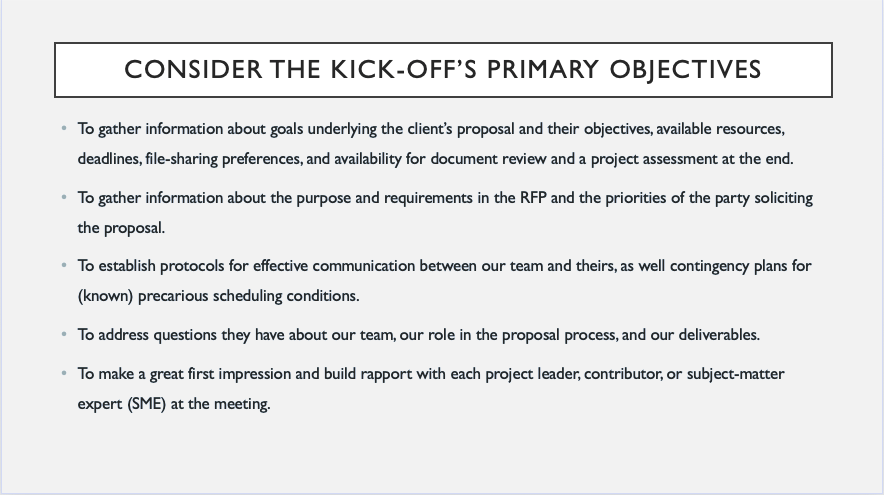 CONSIDER THE KICK-OFF’S PRIMARY OBJECTIVES
• To gather information about goals underlying the client’s proposal and their objectives, available resources,
deadlines, file-sharing preferences, and availability for document review and a project assessment at the end.
• To gather information about the purpose and requirements in the RFP and the priorities of the party soliciting
the proposal.
• To establish protocols for effective communication between our team and theirs, as well contingency plans for
(known) precarious scheduling conditions.
• To address questions they have about our team, our role in the proposal process, and our deliverables.
• To make a great first impression and build rapport with each project leader, contributor, or subject-matter
expert (SME) at the meeting.